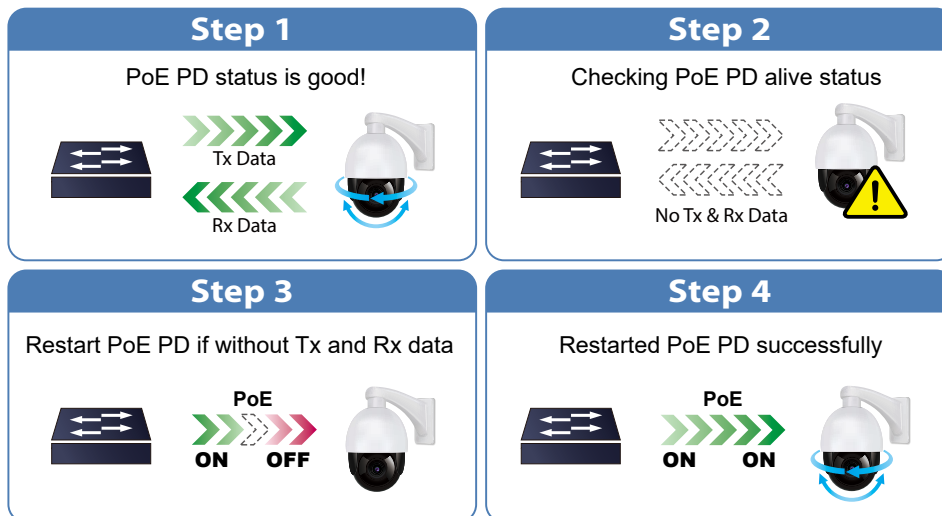 Step 1
PoE PD status is good!
Tx Data
Rx Data
Step 2
Checking PoE PD alive status
No Tx & Rx Data
Step 3
Restart PoE PD if without Tx and Rx data
PoE
ON OFF
Step 4
Restarted PoE PD successfully
PoE
ON ON